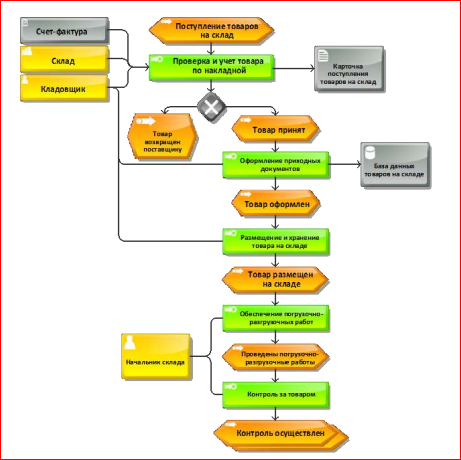 Счет-фактура
Склад
Кладовщик
Поступление товаров
на склад
Проверка и учет товара
по накладной
Карточка
поступления
товаров на склад
Товар
возвращен
поставщику
Товар принят
Оформление приходных
документов
База данных
товаров на складе
Товар оформлен
Размещение и хранение
товара на складе
Товар размещен
на складе
Обеспечение погрузочно-
разгрузочных работ
Начальник склада
Проведены погрузочно-
разгрузочные работы
Контроль за товаром
Контроль осуществлен